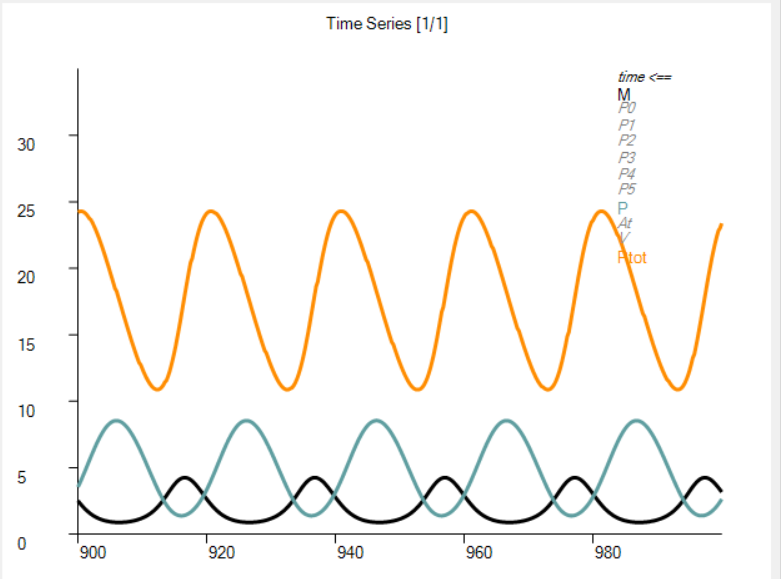 Time Series [1/1]
time <==
M
P0
P1
P2
P3
P4
P5
P
At
V
Ptot
30
25
20
15
10
5
0
900 920 940 960 980